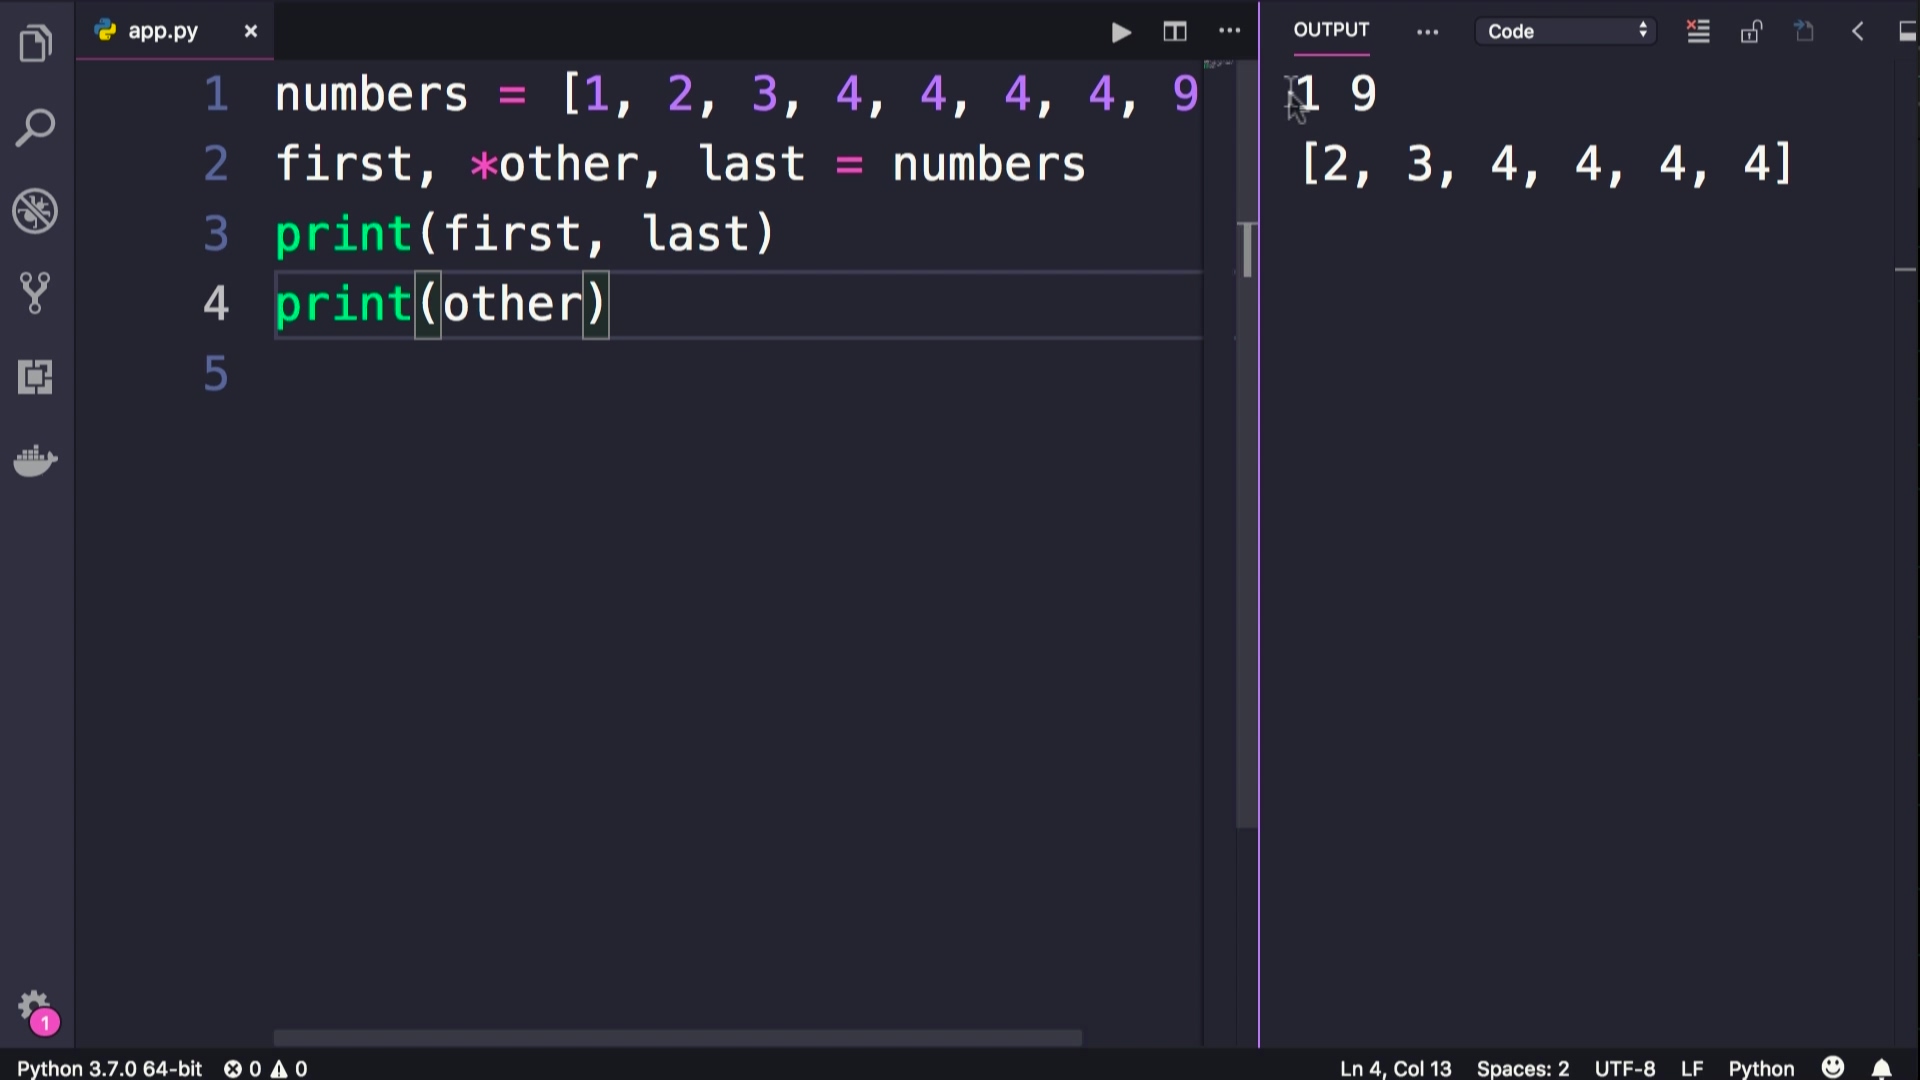 app.py
1 numbers = [1, 2, 3, 4, 4, 4, 4, 9
2 first, *other, last = numbers
3 print(first, last)
4 print(other)
5
OUTPUT
Code
1 9
[2, 3, 4, 4, 4, 4]
1
Python 3.7.0 64-bit 0 0 Ln 4, Col 13 Spaces: 2 UTF-8 LF Python